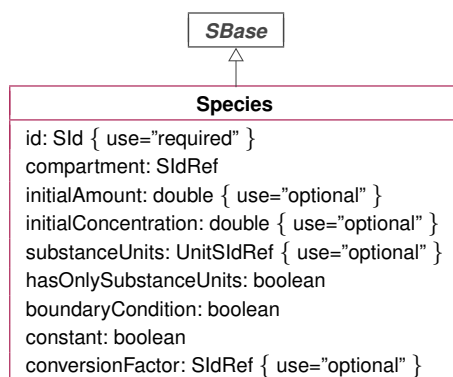 SBase
Species
id: SId { use=”required” }
compartment: SIdRef
initialAmount: double { use=”optional” }
initialConcentration: double { use=”optional” }
substanceUnits: UnitSIdRef { use=”optional” }
hasOnlySubstanceUnits: boolean
boundaryCondition: boolean
constant: boolean
conversionFactor: SIdRef { use=”optional” }